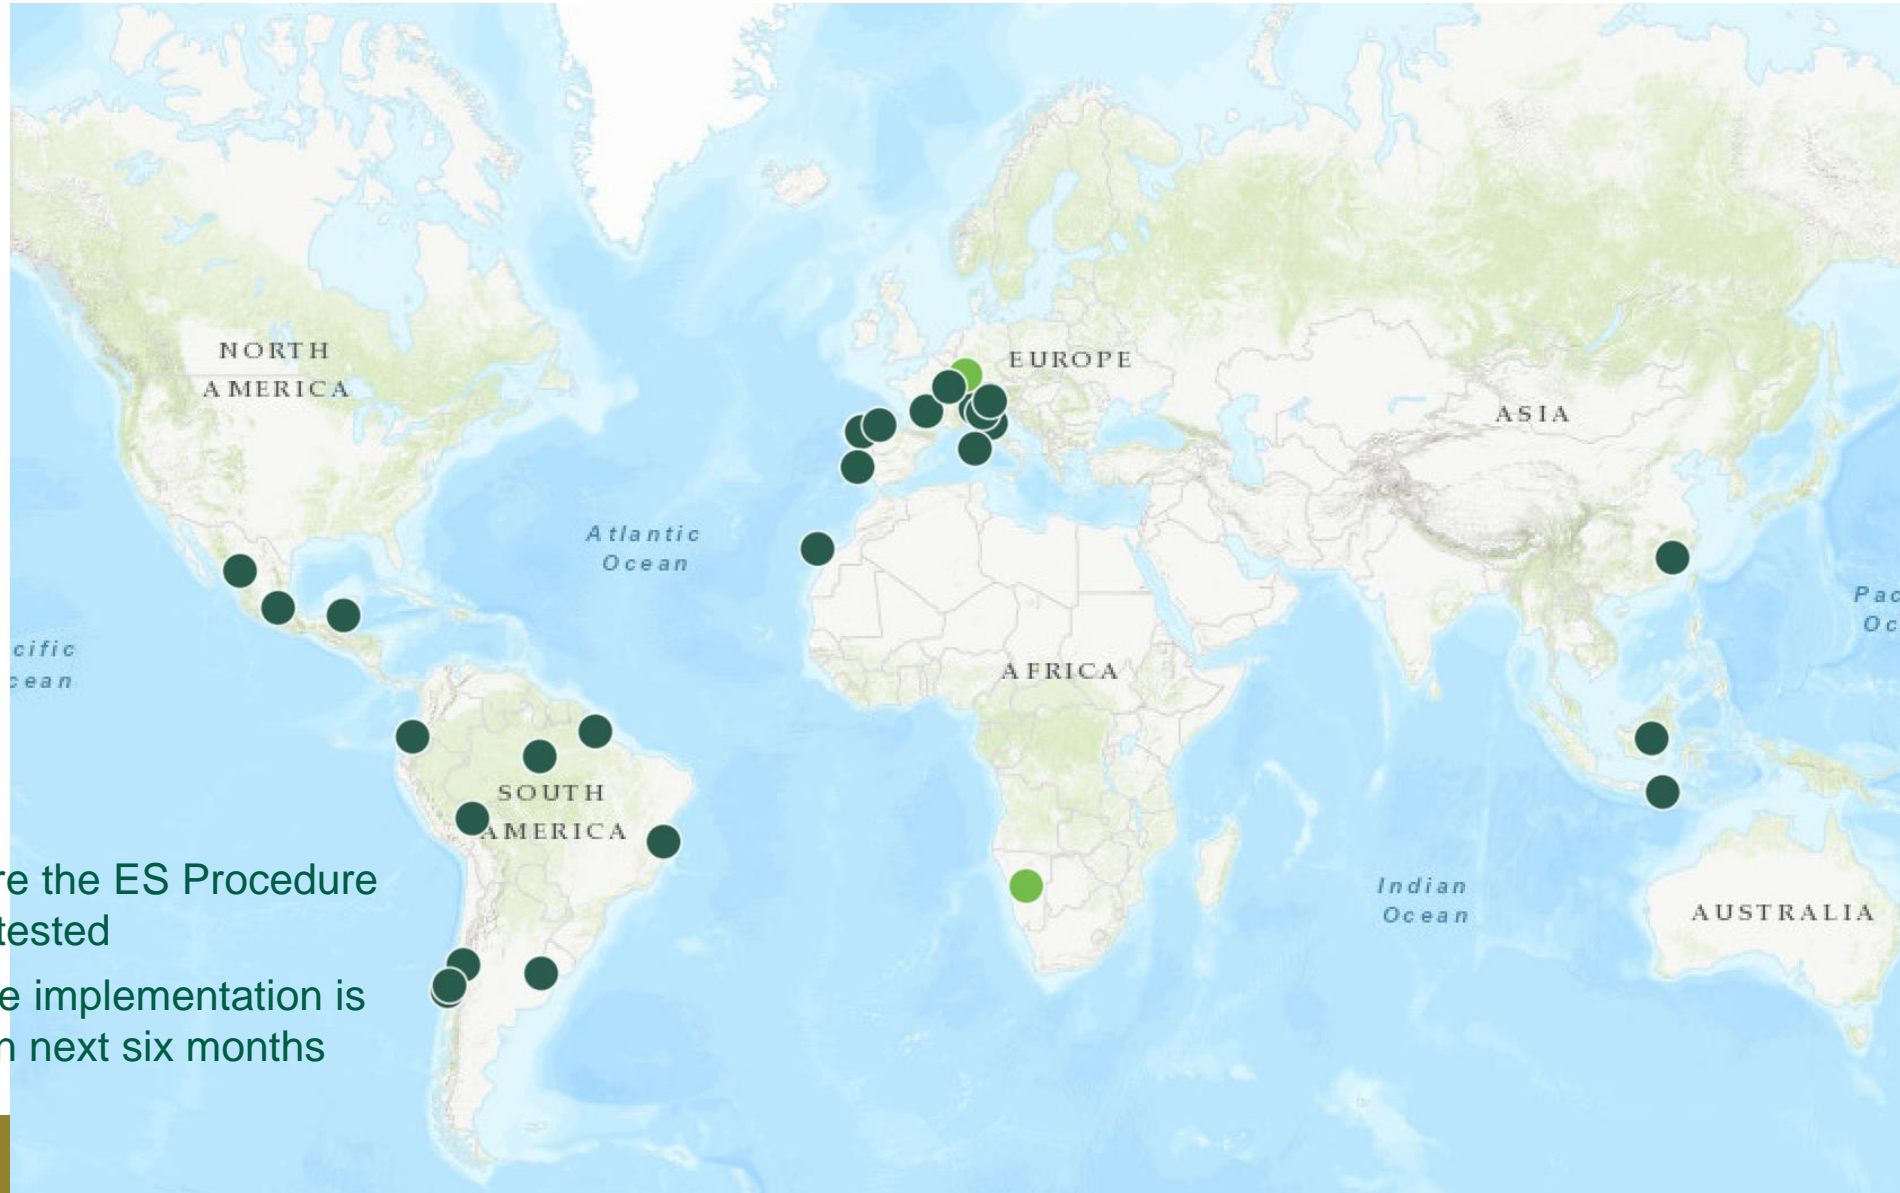 NORTH
AMERICA
EUROPE
ASIA
Atlantic
Ocean
Pac
Oc
cific
cean
AFRICA
SOUTH
AMERICA
re the ES Procedure
tested
Indian
Ocean
AUSTRALIA
e implementation is
n next six months